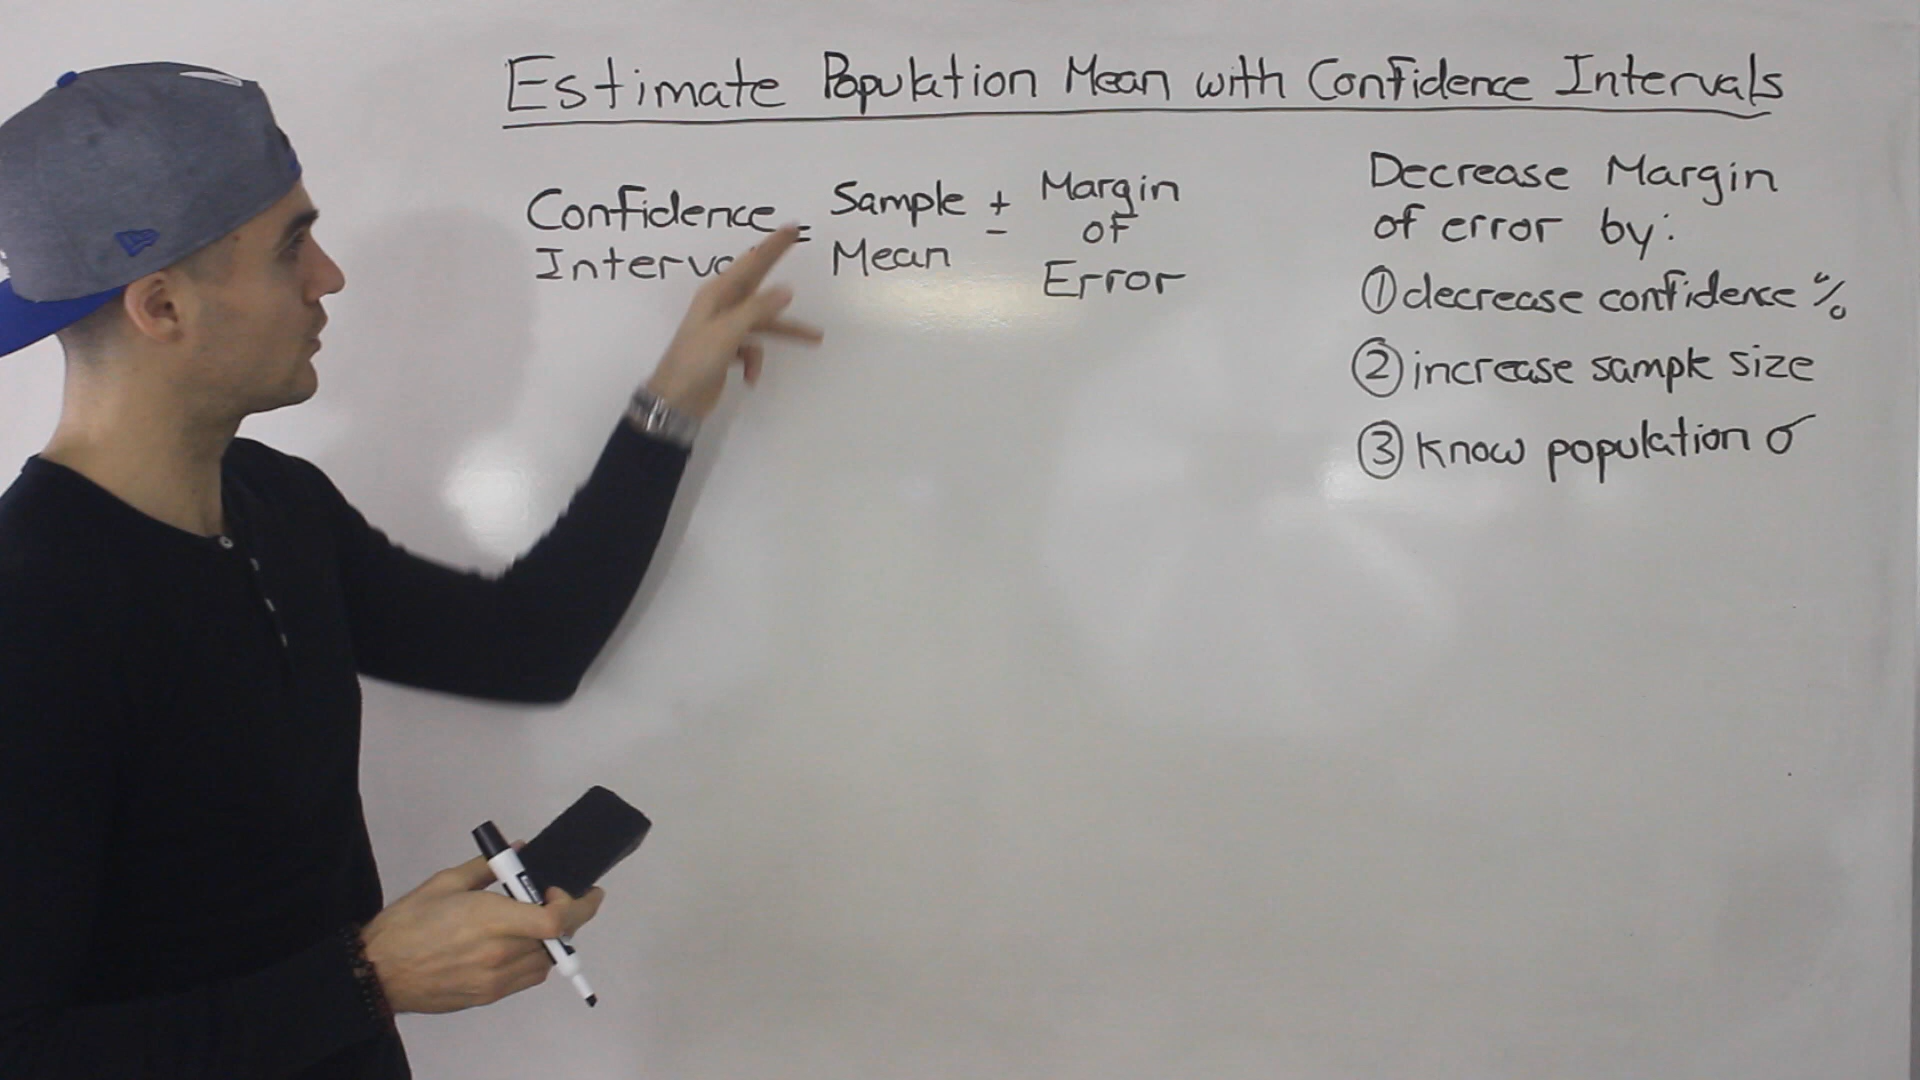 Estimate Population Mean with Confidence Intervals
Confidence = Sample ± Margin
Interval Mean of
Error
Decrease Margin
of error by:
① decrease confidence %
② increase sample size
③ know population σ